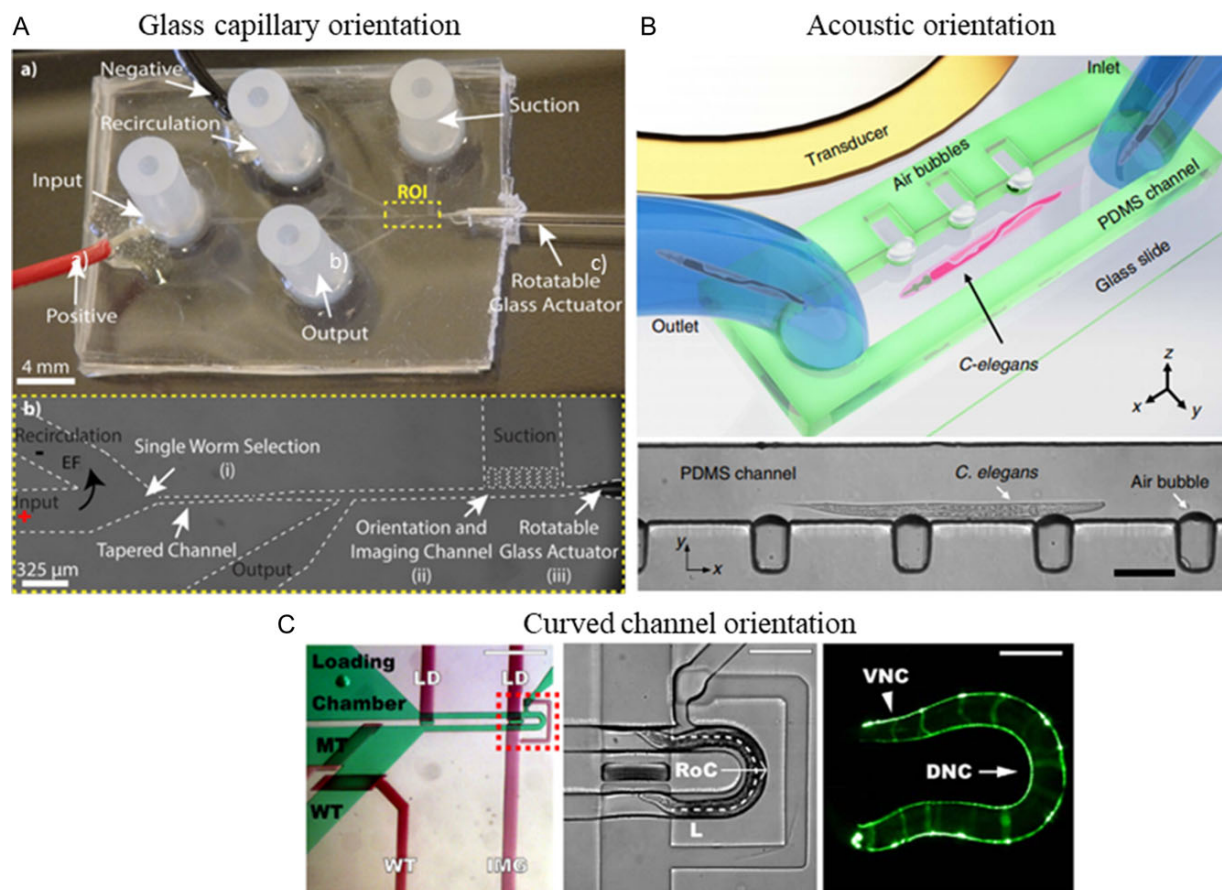 A
Glass capillary orientation
a)
Negative
Recirculation
Suction
Input
ROI
a)
b)
c)
Rotatable
Glass Actuator
Positive
Output
4 mm
b)
Recirculation
-
EF
Single Worm Selection
(i)
Suction
Input
+
Tapered Channel
Orientation and
Imaging Channel
(ii)
Rotatable
Glass Actuator
(iii)
Output
325 µm
B
Acoustic orientation
Inlet
Transducer
Air bubbles
PDMS channel
Glass slide
Outlet
C-elegans
z
x
y
PDMS channel
C. elegans
Air bubble
y
x
C
Curved channel orientation
Loading
Chamber
LD
LD
MT
WT
WT
IMG
RoC
L
VNC
DNC